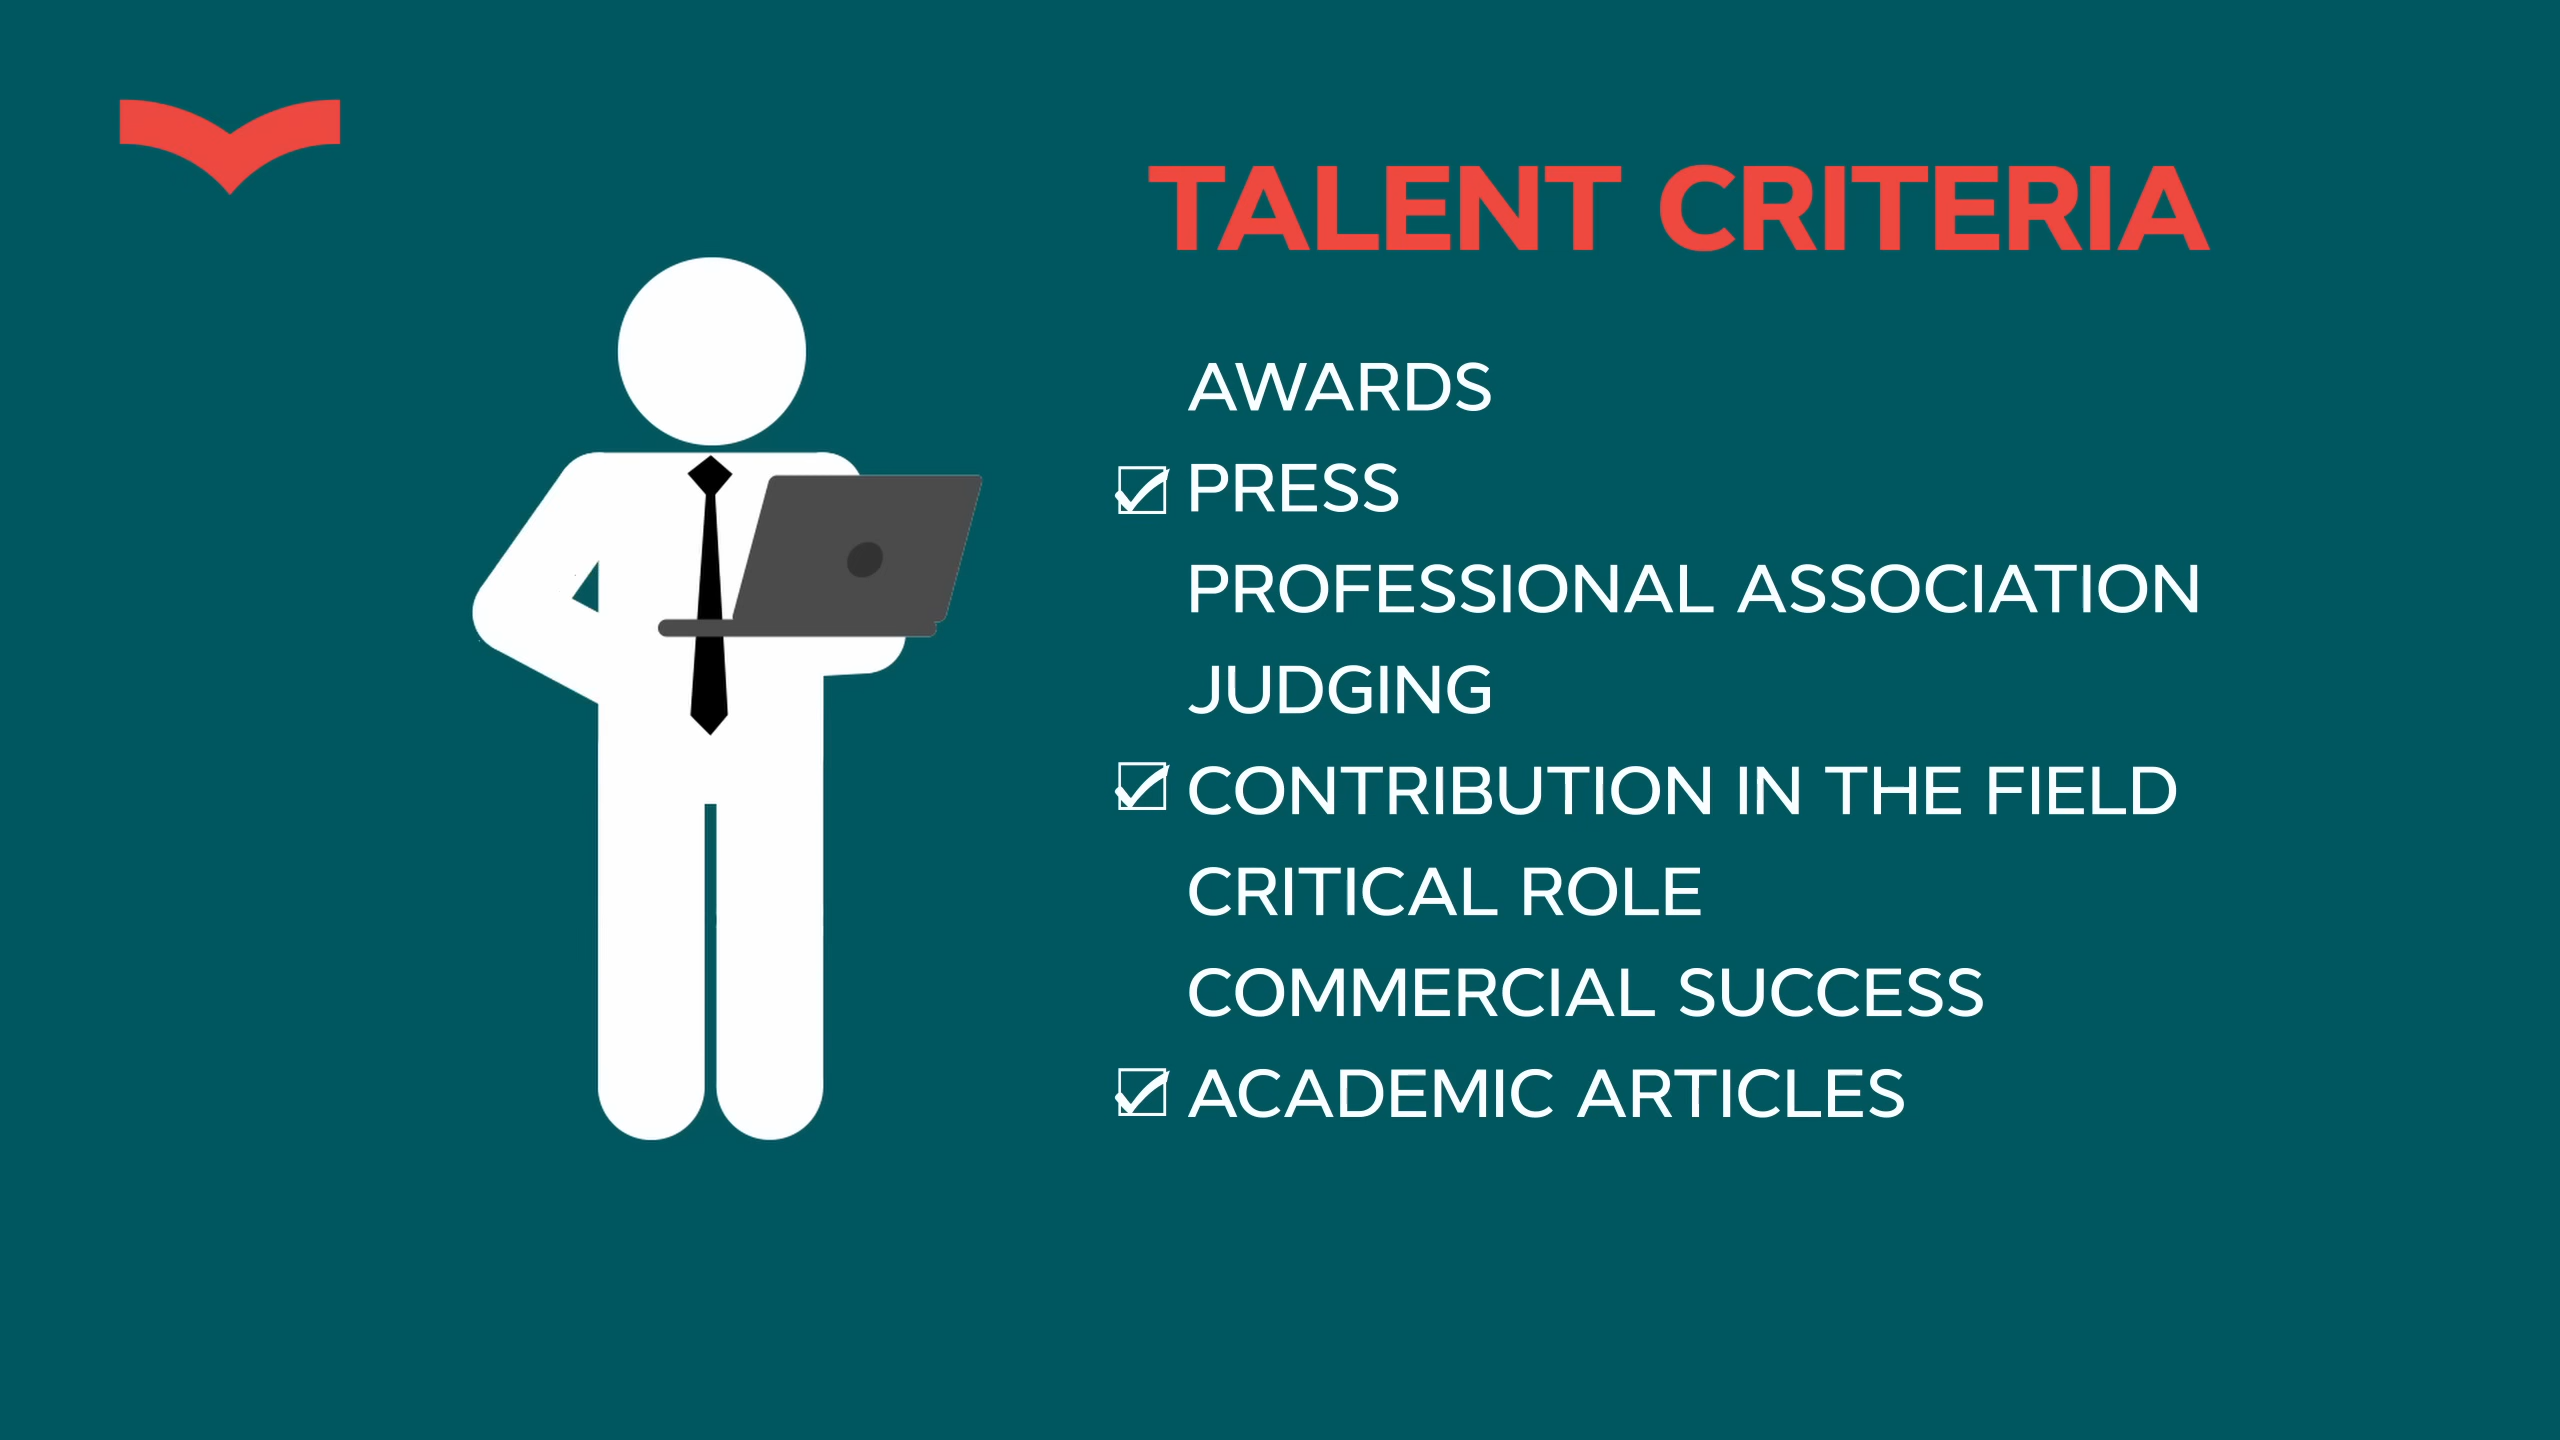 TALENT CRITERIA
AWARDS
PRESS
PROFESSIONAL ASSOCIATION
JUDGING
CONTRIBUTION IN THE FIELD
CRITICAL ROLE
COMMERCIAL SUCCESS
ACADEMIC ARTICLES